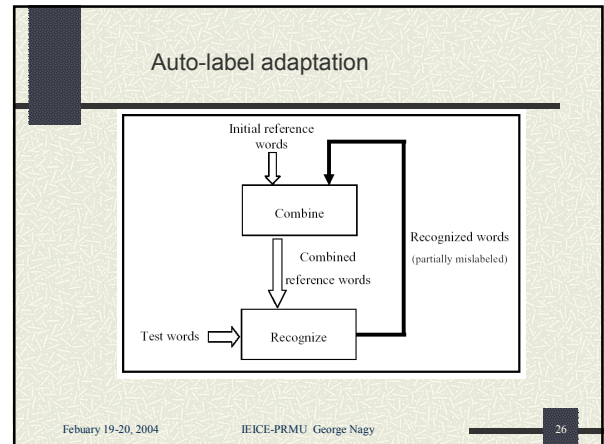 Auto-label adaptation
Initial reference
words
Combine
Combined
reference words
Recognized words
(partially mislabeled)
Test words
Recognize
Febuary 19-20, 2004
IEICE-PRMU George Nagy
26